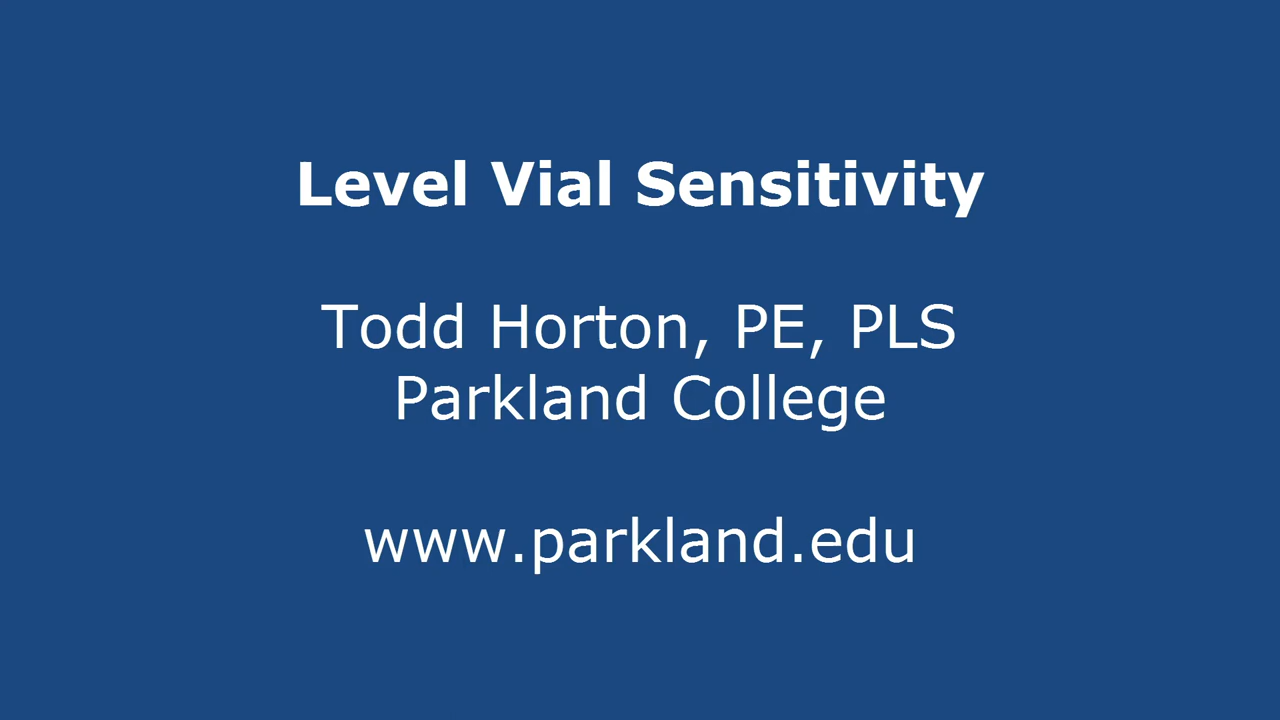 Level Vial Sensitivity
Todd Horton, PE, PLS
Parkland College
www.parkland.edu